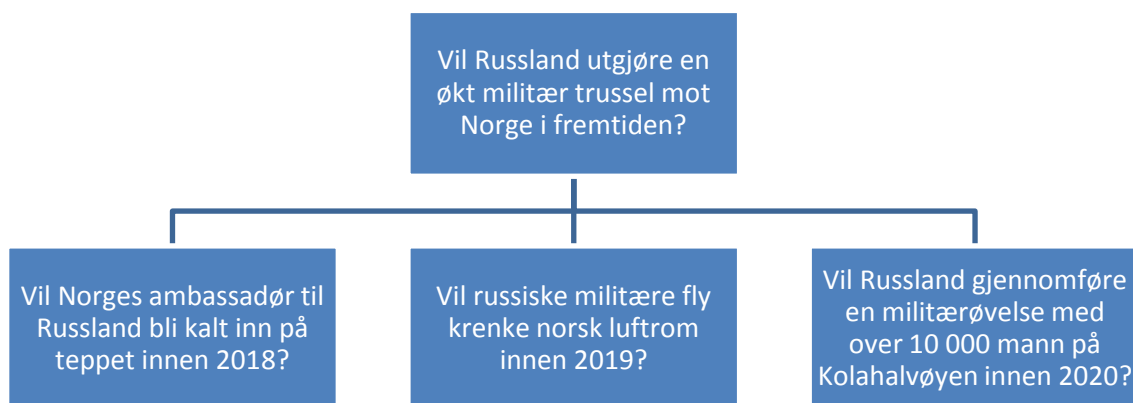 Vil Russland utgjøre en
økt militær trussel mot
Norge i fremtiden?
Vil Norges ambassadør til
Russland bli kalt inn på
teppet innen 2018?
Vil russiske militære fly
krenke norsk luftrom
innen 2019?
Vil Russland gjennomføre
en militærøvelse med
over 10 000 mann på
Kolahalvøyen innen 2020?